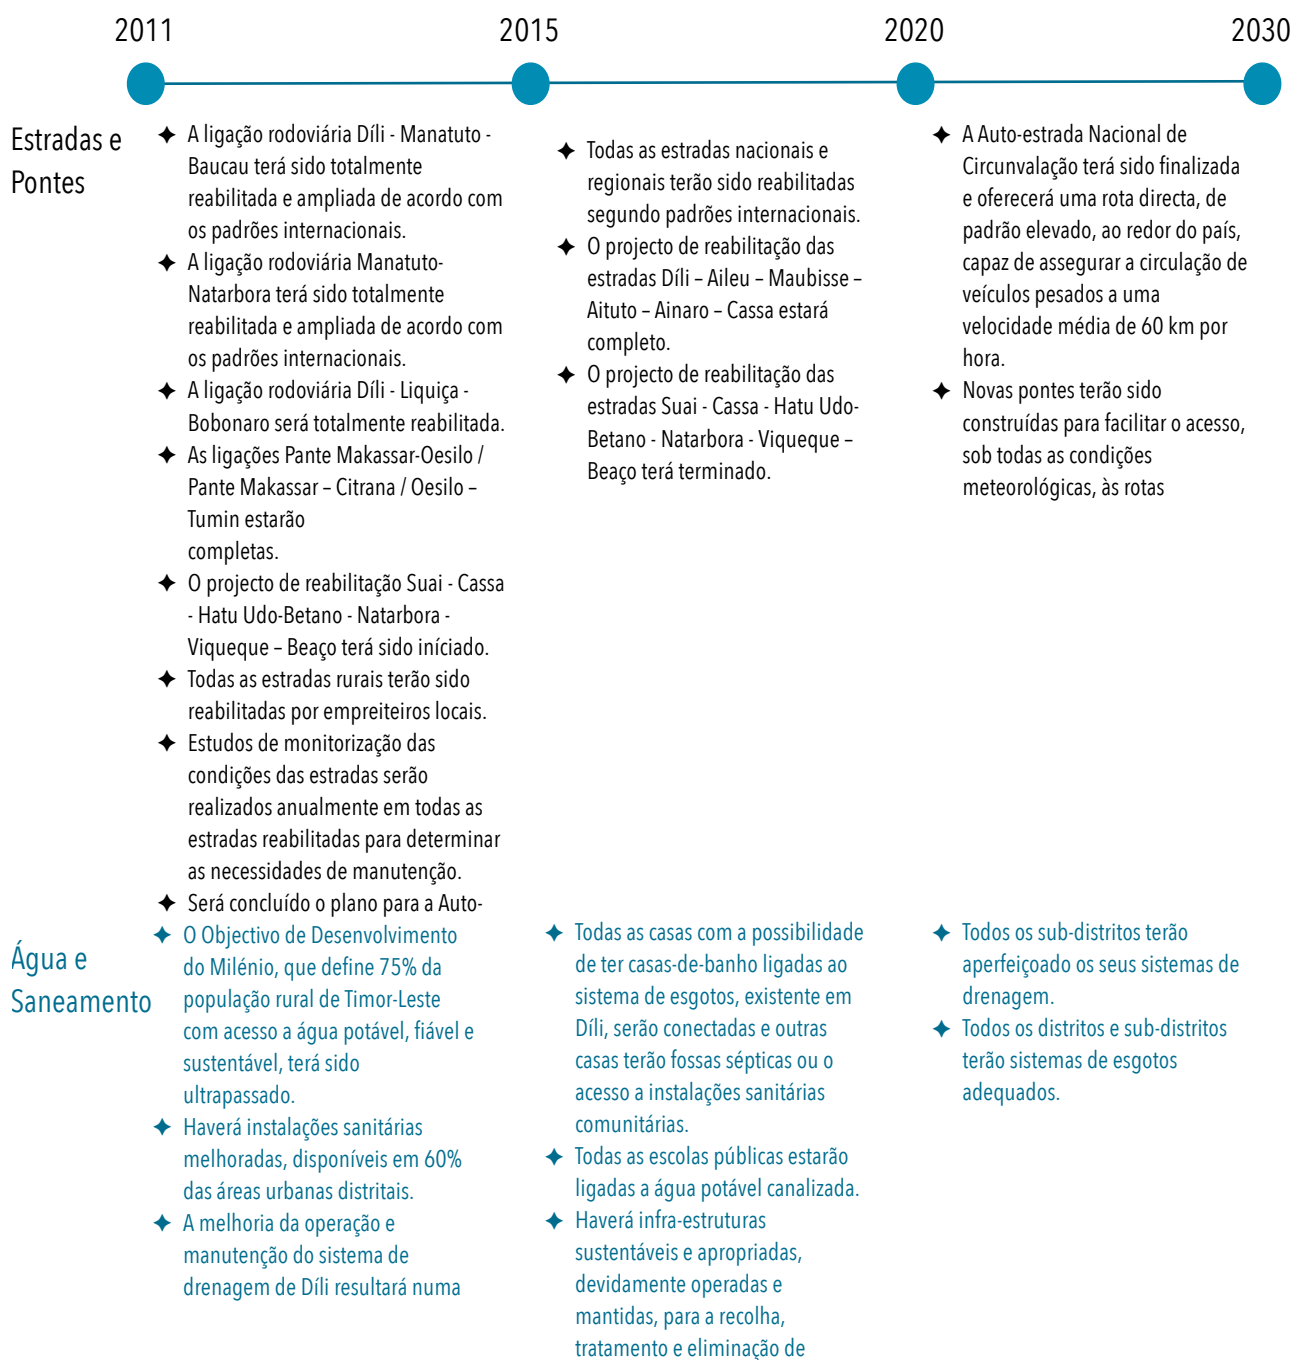 2011
2015
2020
2030
Estradas e
Pontes
✦ A ligação rodoviária Díli - Manatuto -
Baucau terá sido totalmente
reabilitada e ampliada de acordo com
os padrões internacionais.
✦ A ligação rodoviária Manatuto-
Natarbora terá sido totalmente
reabilitada e ampliada de acordo com
os padrões internacionais.
✦ A ligação rodoviária Díli - Liquiça -
Bobonaro será totalmente reabilitada.
✦ As ligações Pante Makassar-Oesilo /
Pante Makassar – Citrana / Oesilo –
Tumin estarão
completas.
✦ O projecto de reabilitação Suai - Cassa
- Hatu Udo-Betano - Natarbora -
Viqueque – Beaço terá sido iníciado.
✦ Todas as estradas rurais terão sido
reabilitadas por empreiteiros locais.
✦ Estudos de monitorização das
condições das estradas serão
realizados anualmente em todas as
estradas reabilitadas para determinar
as necessidades de manutenção.
✦ Será concluído o plano para a Auto-
✦ Todas as estradas nacionais e
regionais terão sido reabilitadas
segundo padrões internacionais.
✦ O projecto de reabilitação das
estradas Díli – Aileu – Maubisse –
Aituto – Ainaro – Cassa estará
completo.
✦ O projecto de reabilitação das
estradas Suai - Cassa - Hatu Udo-
Betano - Natarbora - Viqueque –
Beaço terá terminado.
✦ A Auto-estrada Nacional de
Circunvalação terá sido finalizada
e oferecerá uma rota directa, de
padrão elevado, ao redor do país,
capaz de assegurar a circulação de
veículos pesados a uma
velocidade média de 60 km por
hora.
✦ Novas pontes terão sido
construídas para facilitar o acesso,
sob todas as condições
meteorológicas, às rotas
Água e
Saneamento
✦ O Objectivo de Desenvolvimento
do Milénio, que define 75% da
população rural de Timor-Leste
com acesso a água potável, fiável e
sustentável, terá sido
ultrapassado.
✦ Haverá instalações sanitárias
melhoradas, disponíveis em 60%
das áreas urbanas distritais.
✦ A melhoria da operação e
manutenção do sistema de
drenagem de Díli resultará numa
✦ Todas as casas com a possibilidade
de ter casas-de-banho ligadas ao
sistema de esgotos, existente em
Díli, serão conectadas e outras
casas terão fossas sépticas ou o
acesso a instalações sanitárias
comunitárias.
✦ Todas as escolas públicas estarão
ligadas a água potável canalizada.
✦ Haverá infra-estruturas
sustentáveis e apropriadas,
devidamente operadas e
mantidas, para a recolha,
tratamento e eliminação de
✦ Todos os sub-distritos terão
aperfeiçoado os seus sistemas de
drenagem.
✦ Todos os distritos e sub-distritos
terão sistemas de esgotos
adequados.